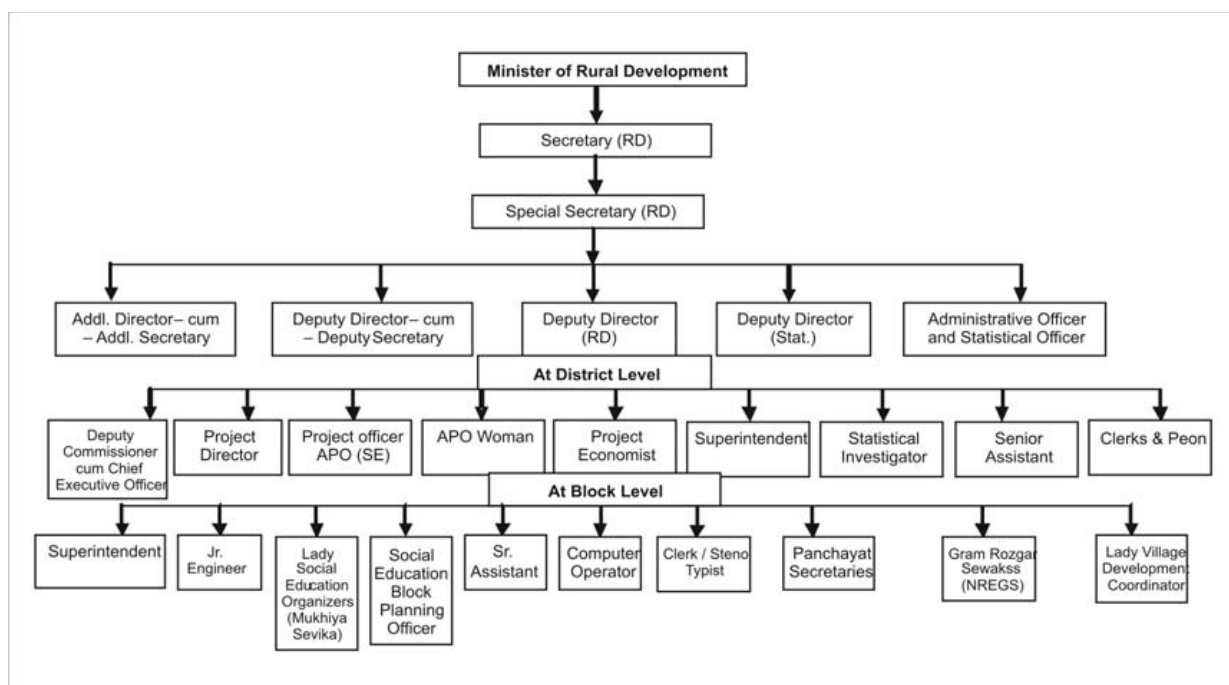 Minister of Rural Development
Secretary (RD)
Special Secretary (RD)
Addl. Director– cum
– Addl. Secretary
Deputy Director– cum
– Deputy Secretary
Deputy Director
(RD)
Deputy Director
(Stat.)
Administrative Officer
and Statistical Officer
At District Level
Deputy
Commissioner
cum Chief
Executive Officer
Project
Director
Project officer
APO (SE)
APO Woman
Project
Economist
Superintendent
Statistical
Investigator
Senior
Assistant
Clerks & Peon
At Block Level
Superintendent
Jr.
Engineer
Lady
Social
Education
Organizers
(Mukhiya
Sevika)
Social
Education
Block
Planning
Officer
Sr.
Assistant
Computer
Operator
Clerk / Steno
Typist
Panchayat
Secretaries
Gram Rozgar
Sewakss
(NREGS)
Lady Village
Development
Coordinator